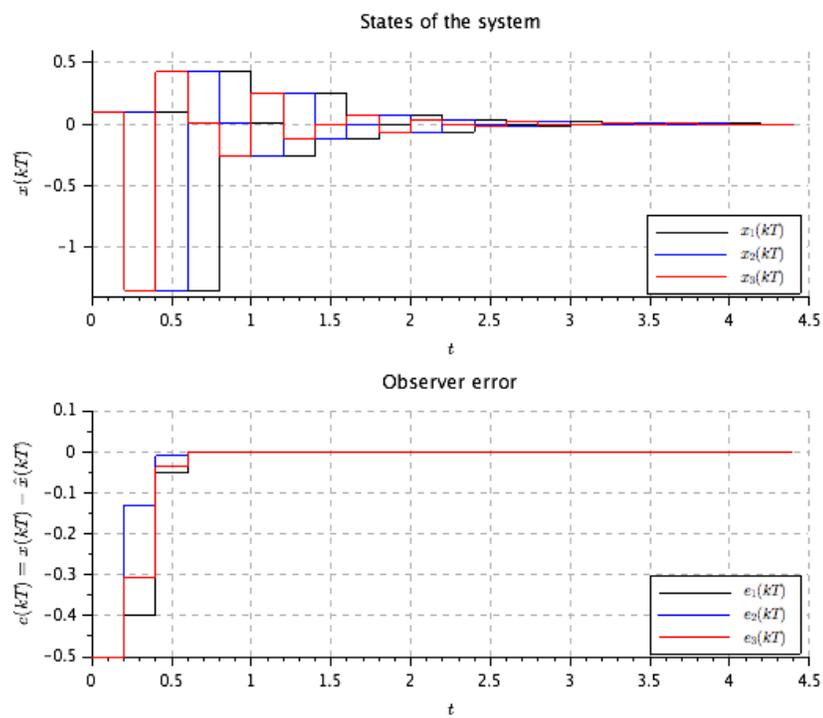 States of the system
0.5
0
-0.5
-1
x(kT)
x₁(kT)
x₂(kT)
x₃(kT)
0 0.5 1 1.5 2 2.5 3 3.5 4 4.5
t
Observer error
0.1
0
-0.1
-0.2
-0.3
-0.4
-0.5
e(kT) = x(kT) − x̂(kT)
e₁(kT)
e₂(kT)
e₃(kT)
0 0.5 1 1.5 2 2.5 3 3.5 4 4.5
t